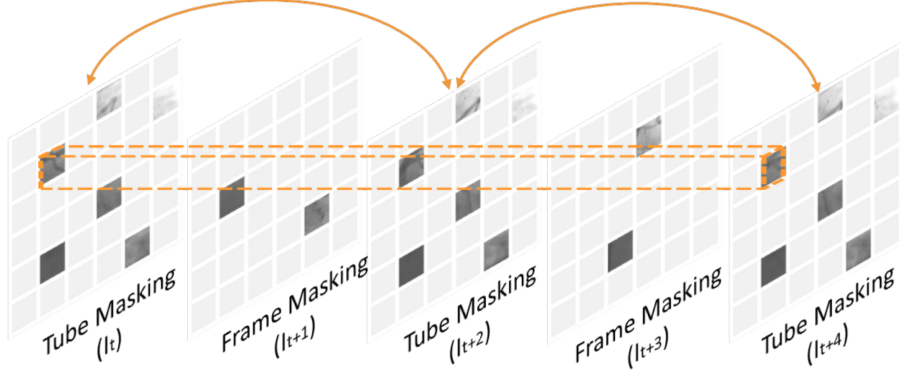 Tube Masking
(It)
Frame Masking
(It+1)
Tube Masking
(It+2)
Frame Masking
(It+3)
Tube Masking
(It+4)